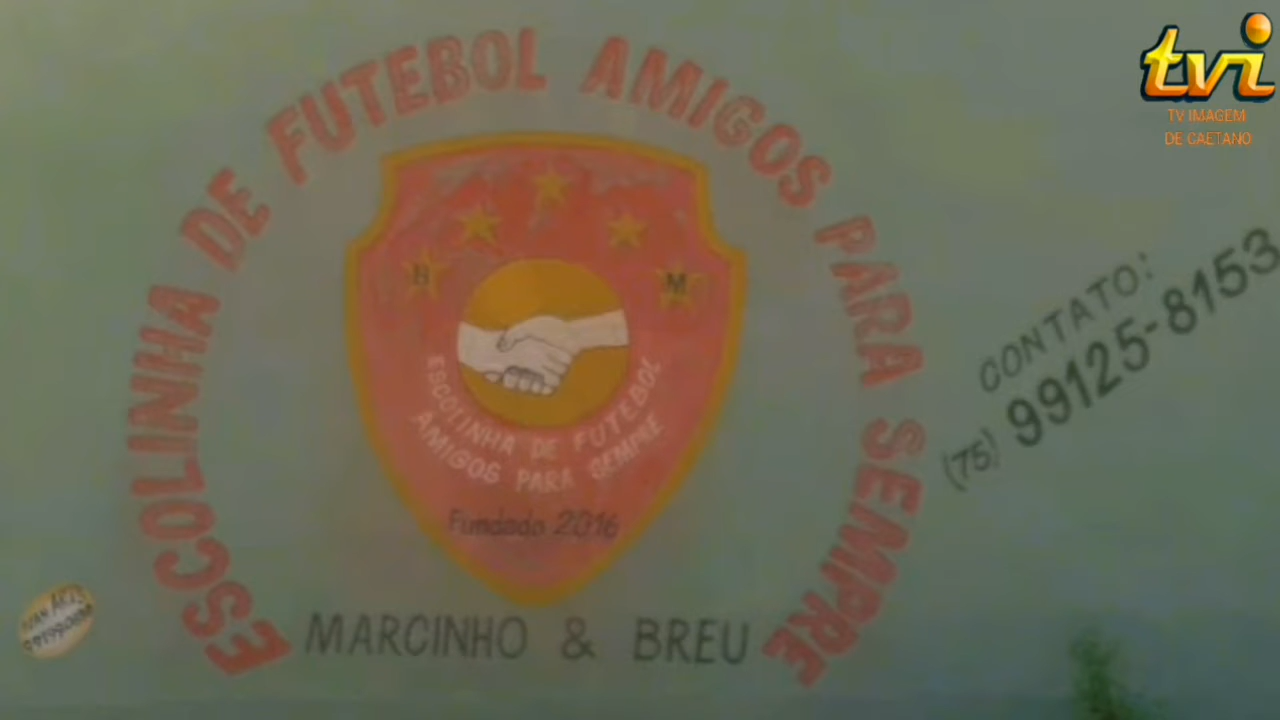 ESCOLINHA DE FUTEBOL AMIGOS PARA SEMPRE
B
M
ESCOLINHA DE FUTEBOL
AMIGOS PARA SEMPRE
Fundado 2016
MARCINHO & BREU
CONTATO:
(75) 99125-8153
tvi
TV IMAGEM
DE CAETANO
ARTS